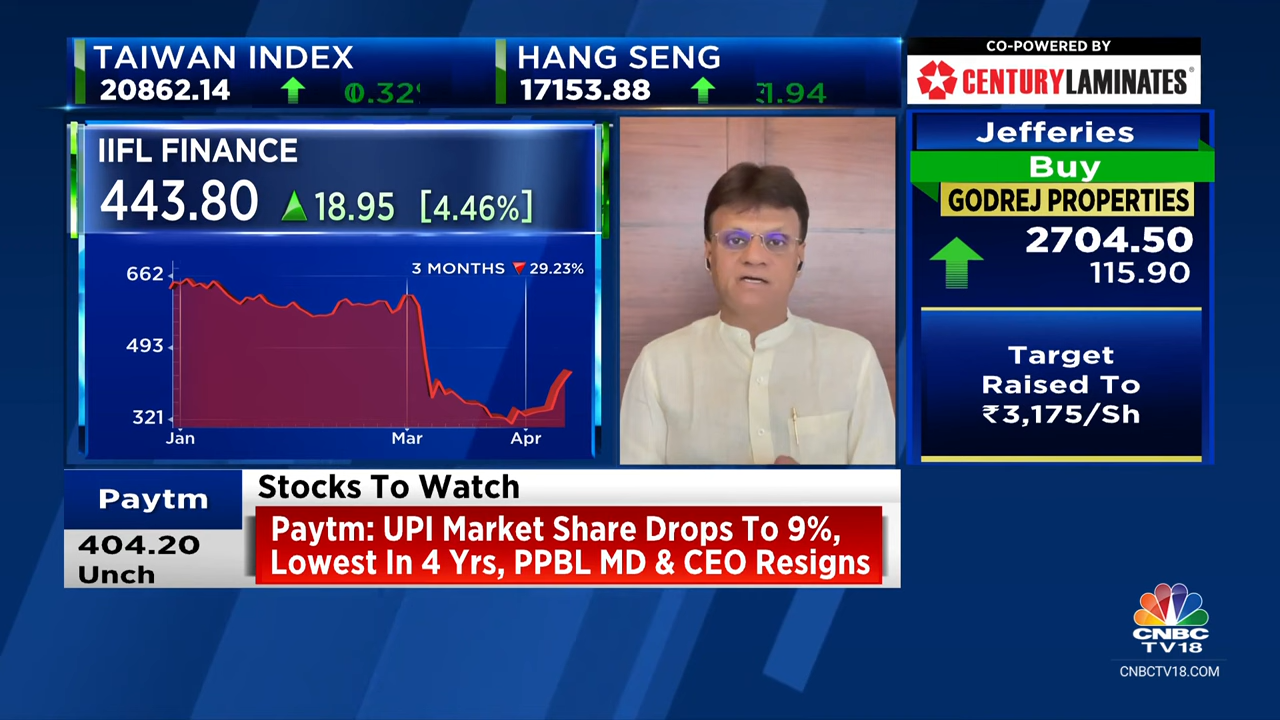 TAIWAN INDEX
20862.14
HANG SENG
17153.88
CO-POWERED BY
CENTURYLAMINATES®
IIFL FINANCE
443.80 ▲ 18.95 [4.46%]
3 MONTHS ▼ 29.23%
662
493
321
Jan Mar Apr
Jefferies
Buy
GODREJ PROPERTIES
2704.50
115.90
Target
Raised To
₹3,175/Sh
Paytm
404.20
Unch
Stocks To Watch
Paytm: UPI Market Share Drops To 9%,
Lowest In 4 Yrs, PPBL MD & CEO Resigns
CNBC
TV18
CNBCTV18.COM